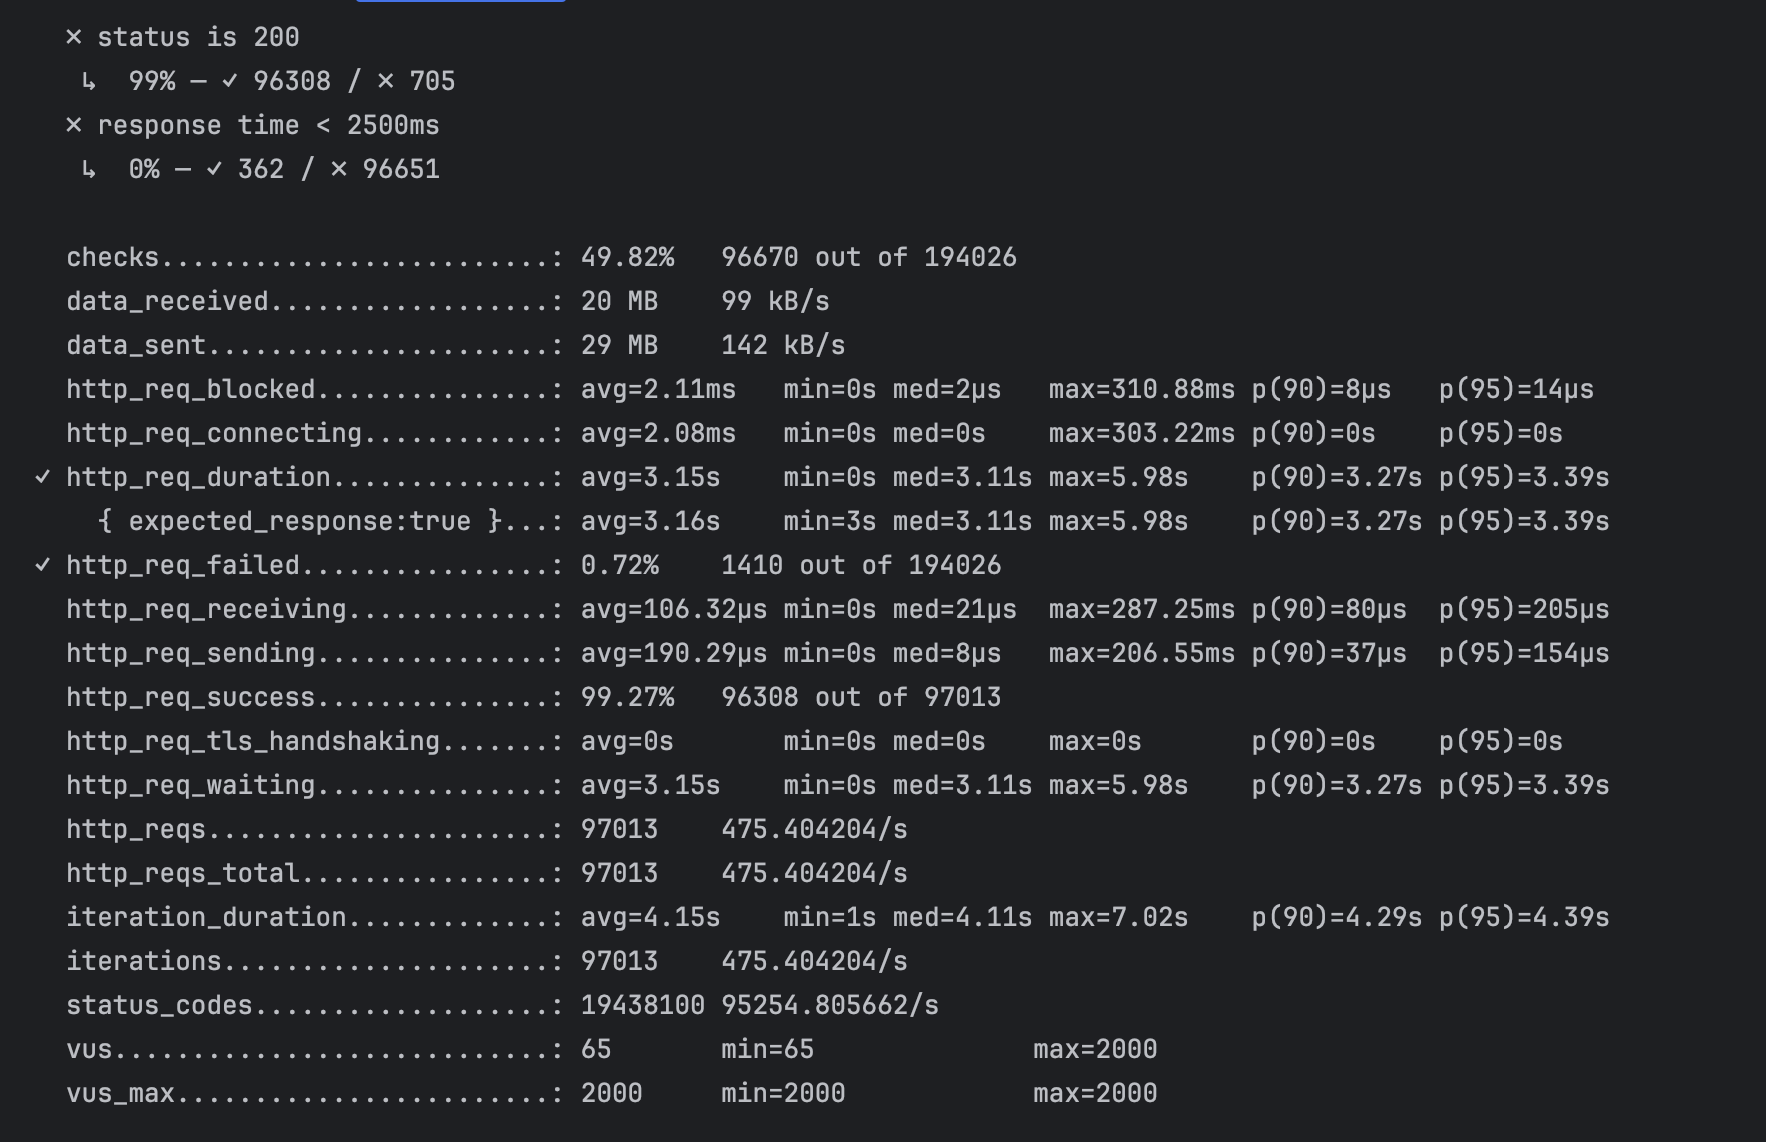 ✗ status is 200
↳  99% — ✓ 96308 / ✗ 705
✗ response time < 2500ms
↳  0% — ✓ 362 / ✗ 96651
checks.........................: 49.82%   96670 out of 194026
data_received..................: 20 MB    99 kB/s
data_sent......................: 29 MB    142 kB/s
http_req_blocked...............: avg=2.11ms   min=0s med=2µs   max=310.88ms p(90)=8µs   p(95)=14µs
http_req_connecting............: avg=2.08ms   min=0s med=0s    max=303.22ms p(90)=0s    p(95)=0s
✓ http_req_duration..............: avg=3.15s    min=0s med=3.11s max=5.98s    p(90)=3.27s p(95)=3.39s
{ expected_response:true }...: avg=3.16s    min=3s med=3.11s max=5.98s    p(90)=3.27s p(95)=3.39s
✓ http_req_failed................: 0.72%    1410 out of 194026
http_req_receiving.............: avg=106.32µs min=0s med=21µs  max=287.25ms p(90)=80µs  p(95)=205µs
http_req_sending...............: avg=190.29µs min=0s med=8µs   max=206.55ms p(90)=37µs  p(95)=154µs
http_req_success...............: 99.27%   96308 out of 97013
http_req_tls_handshaking.......: avg=0s       min=0s med=0s    max=0s       p(90)=0s    p(95)=0s
http_req_waiting...............: avg=3.15s    min=0s med=3.11s max=5.98s    p(90)=3.27s p(95)=3.39s
http_reqs......................: 97013    475.404204/s
http_reqs_total................: 97013    475.404204/s
iteration_duration.............: avg=4.15s    min=1s med=4.11s max=7.02s    p(90)=4.29s p(95)=4.39s
iterations.....................: 97013    475.404204/s
status_codes...................: 19438100 95254.805662/s
vus............................: 65       min=65              max=2000
vus_max........................: 2000     min=2000            max=2000